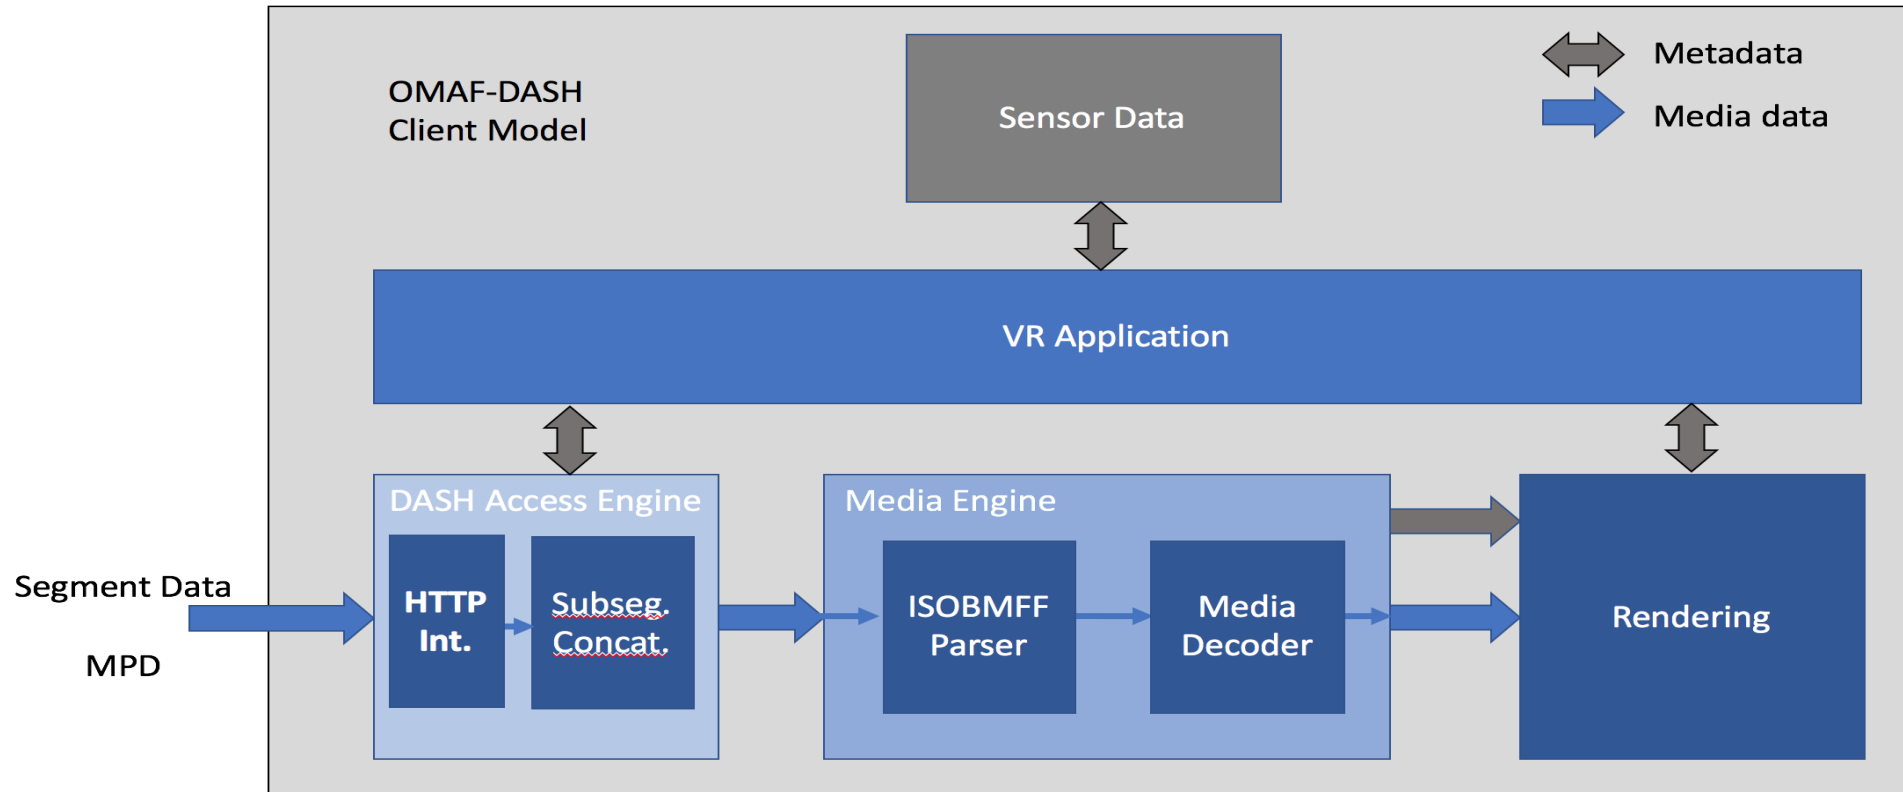 OMAF-DASH
Client Model
Sensor Data
Metadata
Media data
VR Application
DASH Access Engine
HTTP
Int.
Subseg.
Concat.
Media Engine
ISOBMFF
Parser
Media
Decoder
Rendering
Segment Data
MPD